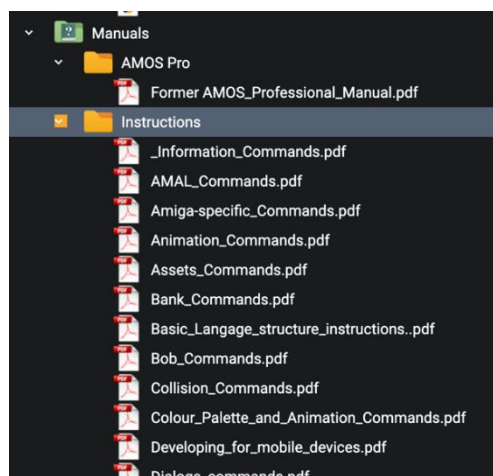 Manuals
AMOS Pro
Former AMOS_Professional_Manual.pdf
Instructions
_Information_Commands.pdf
AMAL_Commands.pdf
Amiga-specific_Commands.pdf
Animation_Commands.pdf
Assets_Commands.pdf
Bank_Commands.pdf
Basic_Langage_structure_instructions..pdf
Bob_Commands.pdf
Collision_Commands.pdf
Colour_Palette_and_Animation_Commands.pdf
Developing_for_mobile_devices.pdf